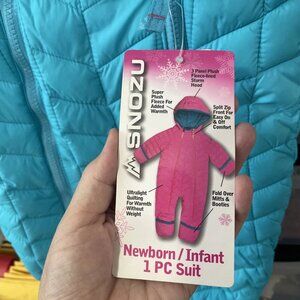 SNOZU
3 Panel Plush
Fleece-lined
Storm
Hood
Super
Plush
Fleece For
Added
Warmth
Split Zip
Front For
Easy On
& Off
Comfort
Ultralight
Quilting
For Warmth
Without
Weight
Fold Over
Mitts &
Booties
Newborn / Infant
1 PC Suit